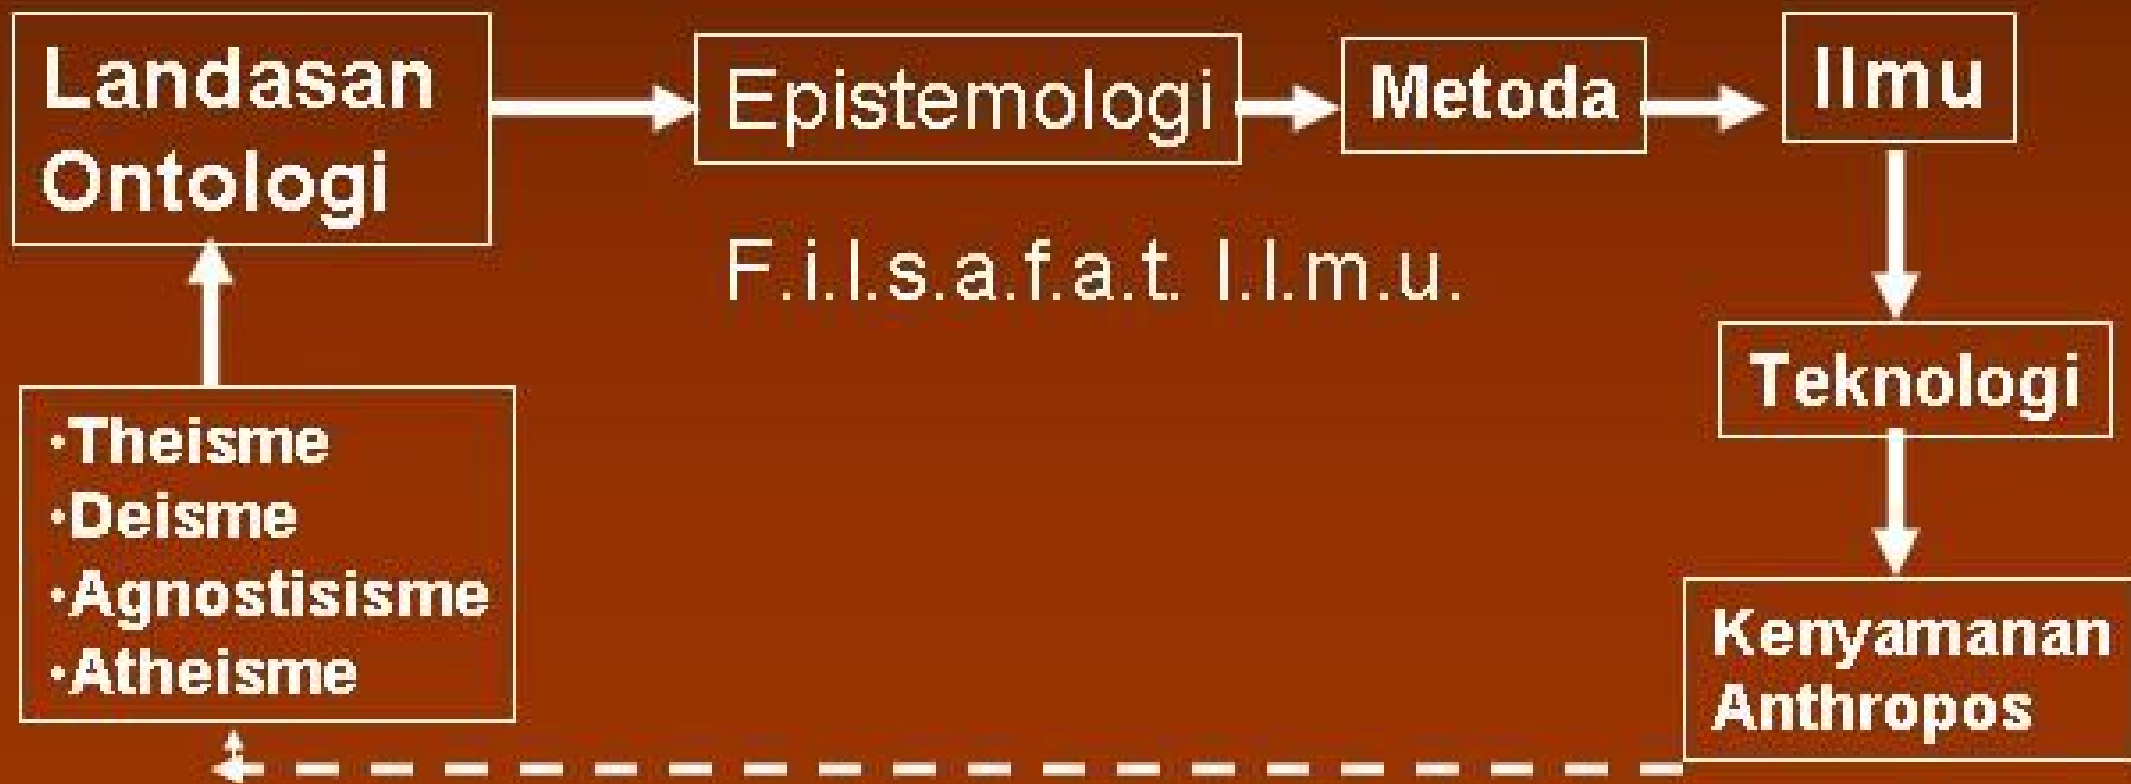 Landasan
Ontologi
Epistemologi
Metoda
Ilmu
F.i.l.s.a.f.a.t. I.l.m.u.
Teknologi
•Theisme
•Deisme
•Agnostisisme
•Atheisme
Kenyamanan
Anthropos